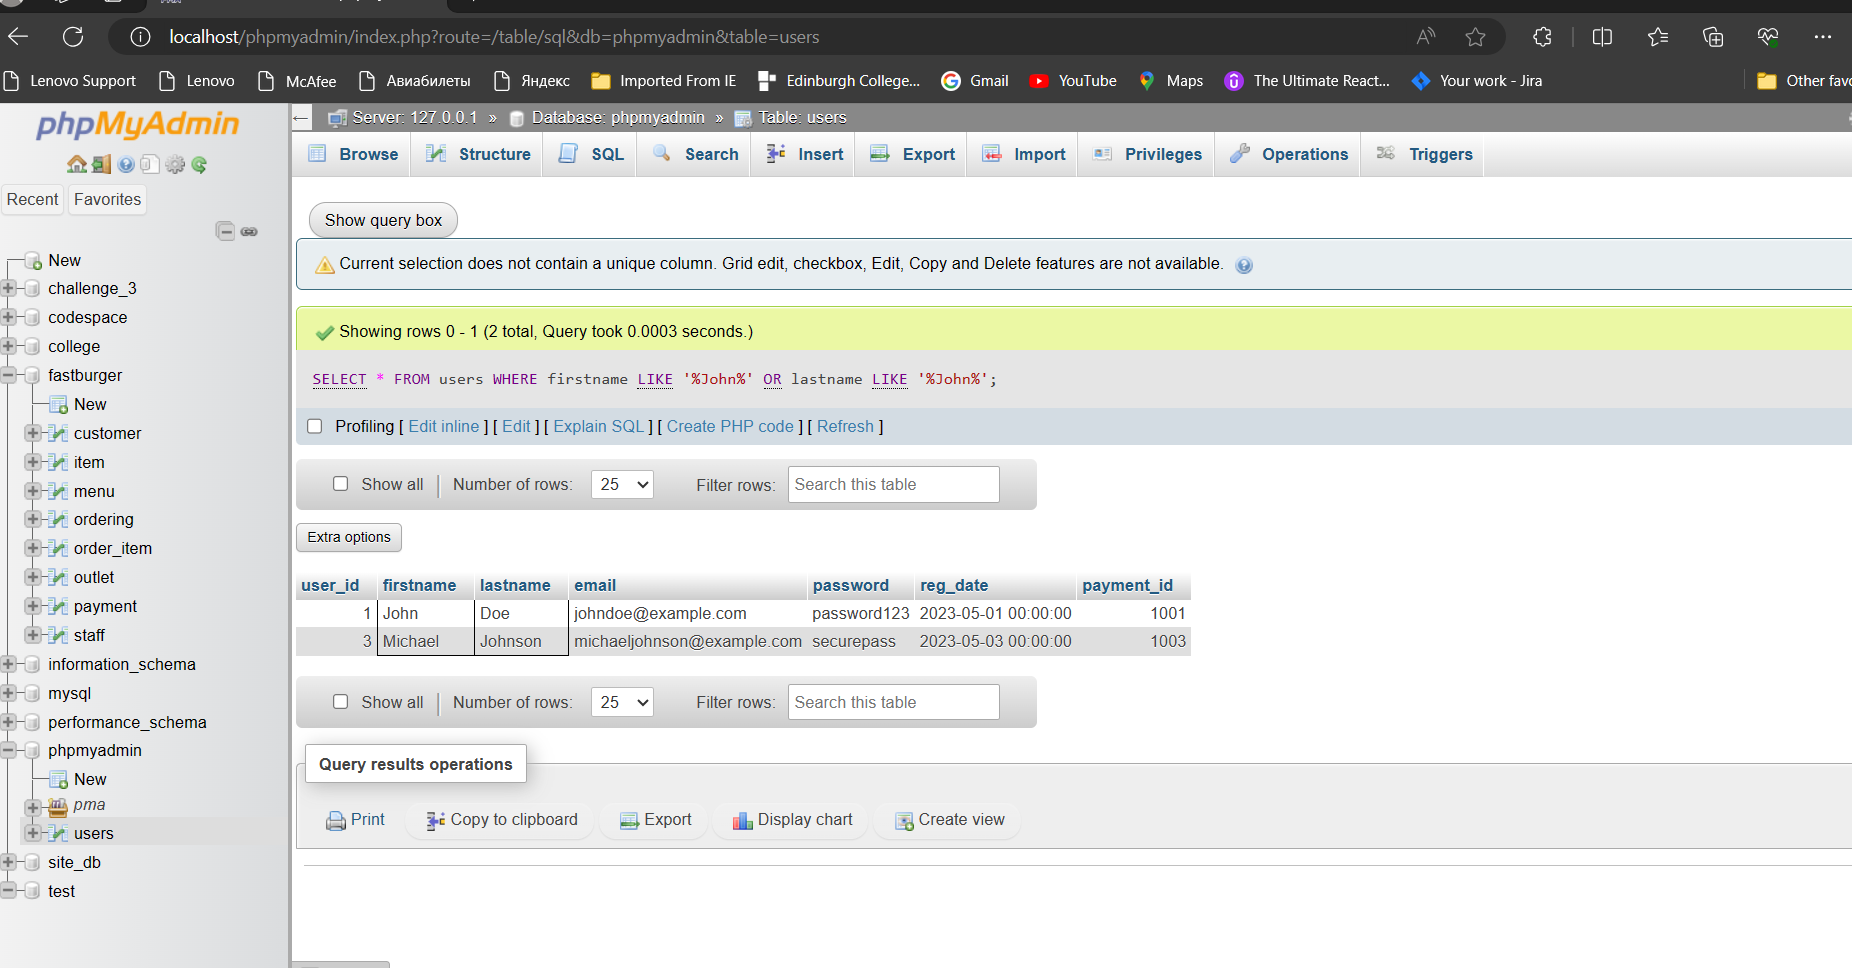 localhost/phpmyadmin/index.php?route=/table/sql&db=phpmyadmin&table=users
Lenovo Support Lenovo McAfee Авиабилеты Яндекс Imported From IE Edinburgh College... Gmail YouTube Maps The Ultimate React... Your work - Jira Other favo
phpMyAdmin
Recent Favorites
New
challenge_3
codespace
college
fastburger
New
customer
item
menu
ordering
order_item
outlet
payment
staff
information_schema
mysql
performance_schema
phpmyadmin
New
pma
users
site_db
test
Server: 127.0.0.1 » Database: phpmyadmin » Table: users
Browse Structure SQL Search Insert Export Import Privileges Operations Triggers
Show query box
Current selection does not contain a unique column. Grid edit, checkbox, Edit, Copy and Delete features are not available.
Showing rows 0 - 1 (2 total, Query took 0.0003 seconds.)
SELECT * FROM users WHERE firstname LIKE '%John%' OR lastname LIKE '%John%';
Profiling [ Edit inline ] [ Edit ] [ Explain SQL ] [ Create PHP code ] [ Refresh ]
Show all Number of rows: 25 Filter rows: Search this table
Extra options
user_id firstname lastname email password reg_date payment_id
1 John Doe johndoe@example.com password123 2023-05-01 00:00:00 1001
3 Michael Johnson michaeljohnson@example.com securepass 2023-05-03 00:00:00 1003
Show all Number of rows: 25 Filter rows: Search this table
Query results operations
Print Copy to clipboard Export Display chart Create view